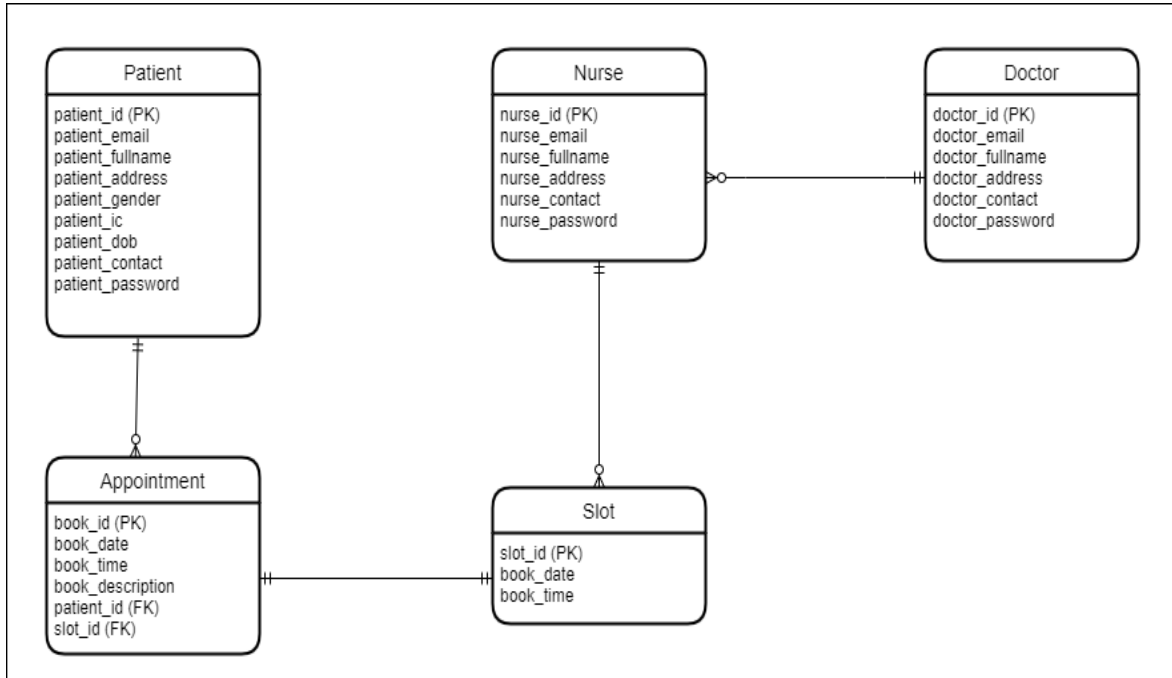 Patient
patient_id (PK)
patient_email
patient_fullname
patient_address
patient_gender
patient_ic
patient_dob
patient_contact
patient_password
Nurse
nurse_id (PK)
nurse_email
nurse_fullname
nurse_address
nurse_contact
nurse_password
Doctor
doctor_id (PK)
doctor_email
doctor_fullname
doctor_address
doctor_contact
doctor_password
Appointment
book_id (PK)
book_date
book_time
book_description
patient_id (FK)
slot_id (FK)
Slot
slot_id (PK)
book_date
book_time